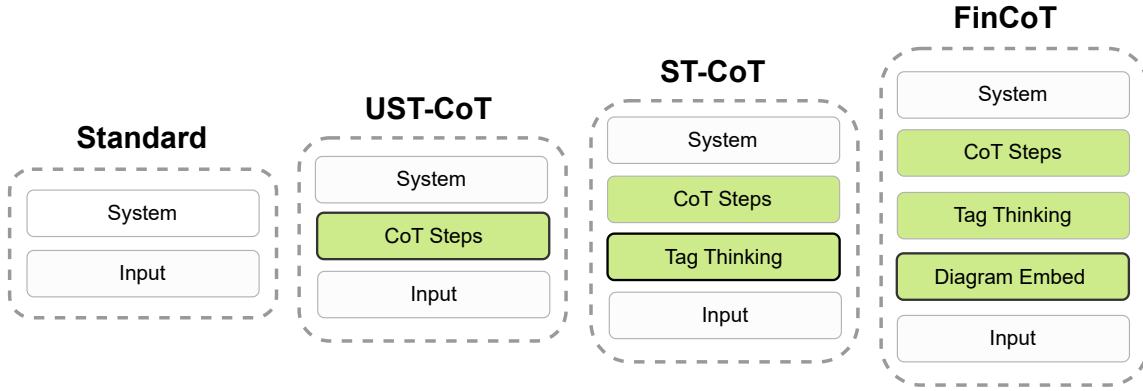 Standard
System
Input
UST-CoT
System
CoT Steps
Input
ST-CoT
System
CoT Steps
Tag Thinking
Input
FinCoT
System
CoT Steps
Tag Thinking
Diagram Embed
Input